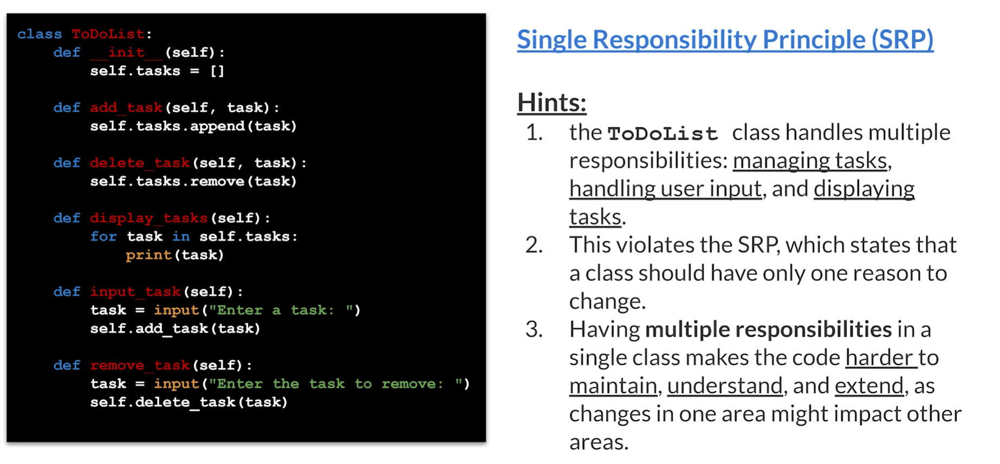 class ToDoList:
    def __init__(self):
        self.tasks = []
    def add_task(self, task):
        self.tasks.append(task)
    def delete_task(self, task):
        self.tasks.remove(task)
    def display_tasks(self):
        for task in self.tasks:
            print(task)
    def input_task(self):
        task = input("Enter a task: ")
        self.add_task(task)
    def remove_task(self):
        task = input("Enter the task to remove: ")
        self.delete_task(task)
Single Responsibility Principle (SRP)
Hints:
1. the ToDoList class handles multiple
responsibilities: managing tasks,
handling user input, and displaying
tasks.
2. This violates the SRP, which states that
a class should have only one reason to
change.
3. Having multiple responsibilities in a
single class makes the code harder to
maintain, understand, and extend, as
changes in one area might impact other
areas.